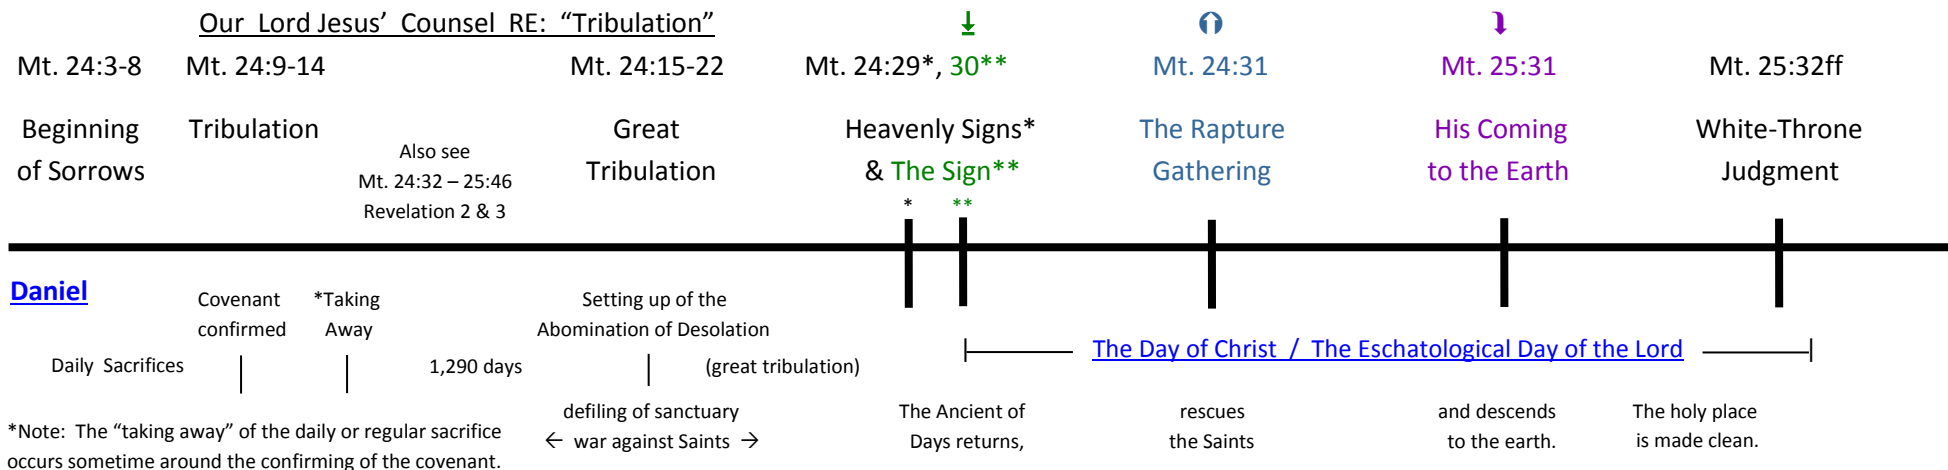 Our Lord Jesus’ Counsel RE: “Tribulation”
Mt. 24:3-8 Mt. 24:9-14 Mt. 24:15-22 Mt. 24:29*, 30** Mt. 24:31 Mt. 25:31 Mt. 25:32ff
Beginning
of Sorrows
Tribulation
Also see
Mt. 24:32 – 25:46
Revelation 2 & 3
Great
Tribulation
Heavenly Signs*
& The Sign**
* **
The Rapture
Gathering
His Coming
to the Earth
White-Throne
Judgment
Daniel
Daily Sacrifices
Covenant
confirmed
*Taking
Away
1,290 days
Setting up of the
Abomination of Desolation
(great tribulation)
The Day of Christ / The Eschatological Day of the Lord
*Note: The “taking away” of the daily or regular sacrifice
occurs sometime around the confirming of the covenant.
defiling of sanctuary
← war against Saints →
The Ancient of
Days returns,
rescues
the Saints
and descends
to the earth.
The holy place
is made clean.